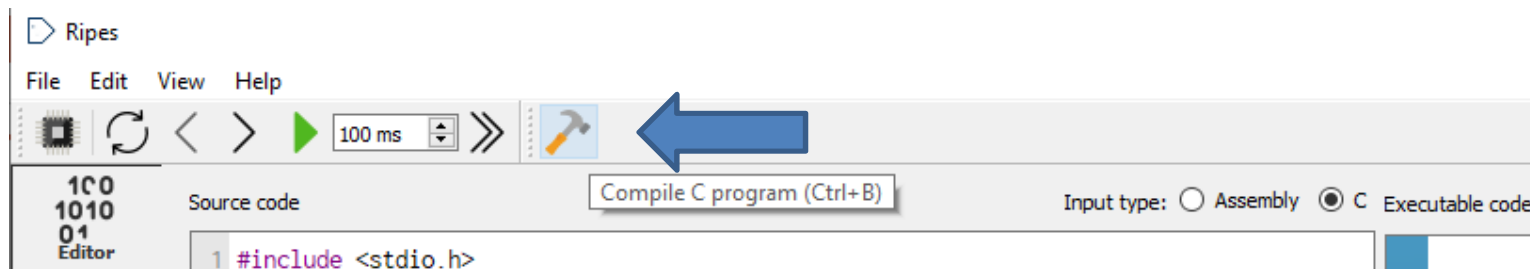 Ripes
File Edit View Help
100 ms
Compile C program (Ctrl+B)
100
1010
01
Editor
Source code
Input type: Assembly C
Executable code
1 #include <stdio.h>